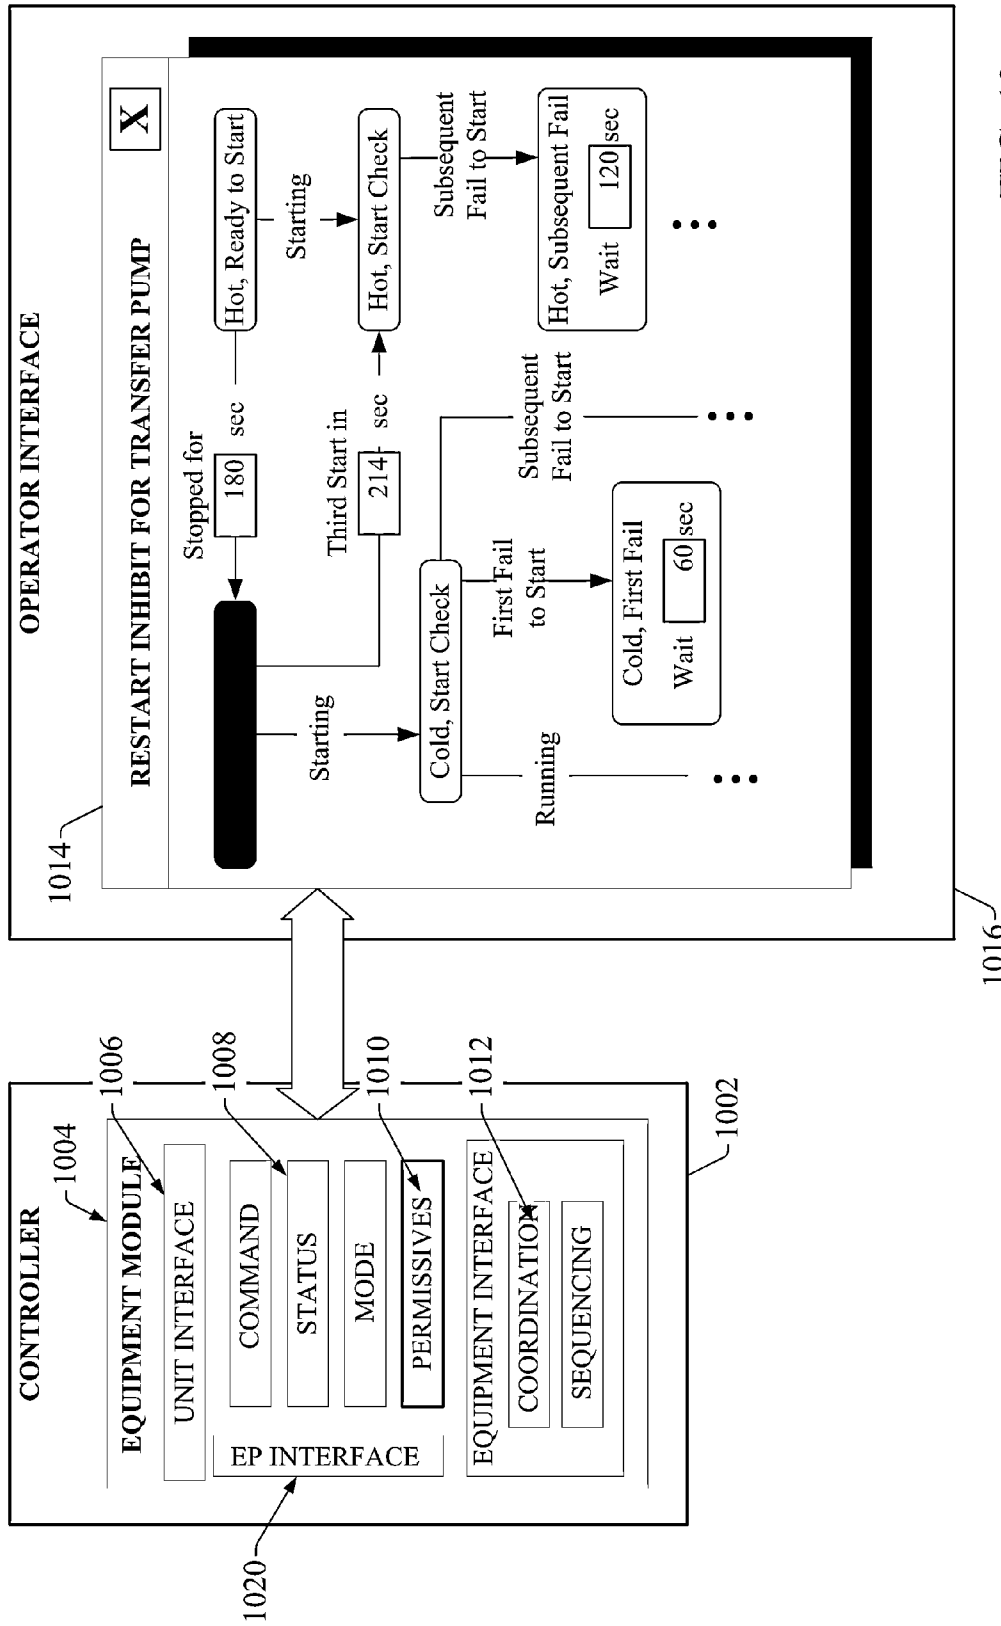 CONTROLLER
1004
EQUIPMENT MODULE
1006
UNIT INTERFACE
1008
COMMAND
STATUS
MODE
1010
PERMISSIVES
EP INTERFACE
1020
1012
EQUIPMENT INTERFACE
COORDINATION
SEQUENCING
1002
OPERATOR INTERFACE
1014
RESTART INHIBIT FOR TRANSFER PUMP
X
Stopped for
180 sec
Hot, Ready to Start
Starting
Third Start in
214 sec
Hot, Start Check
Starting
Cold, Start Check
Subsequent
Fail to Start
Running
First Fail
to Start
Subsequent
Fail to Start
Hot, Subsequent Fail
Wait 120 sec
Cold, First Fail
Wait 60 sec
1016